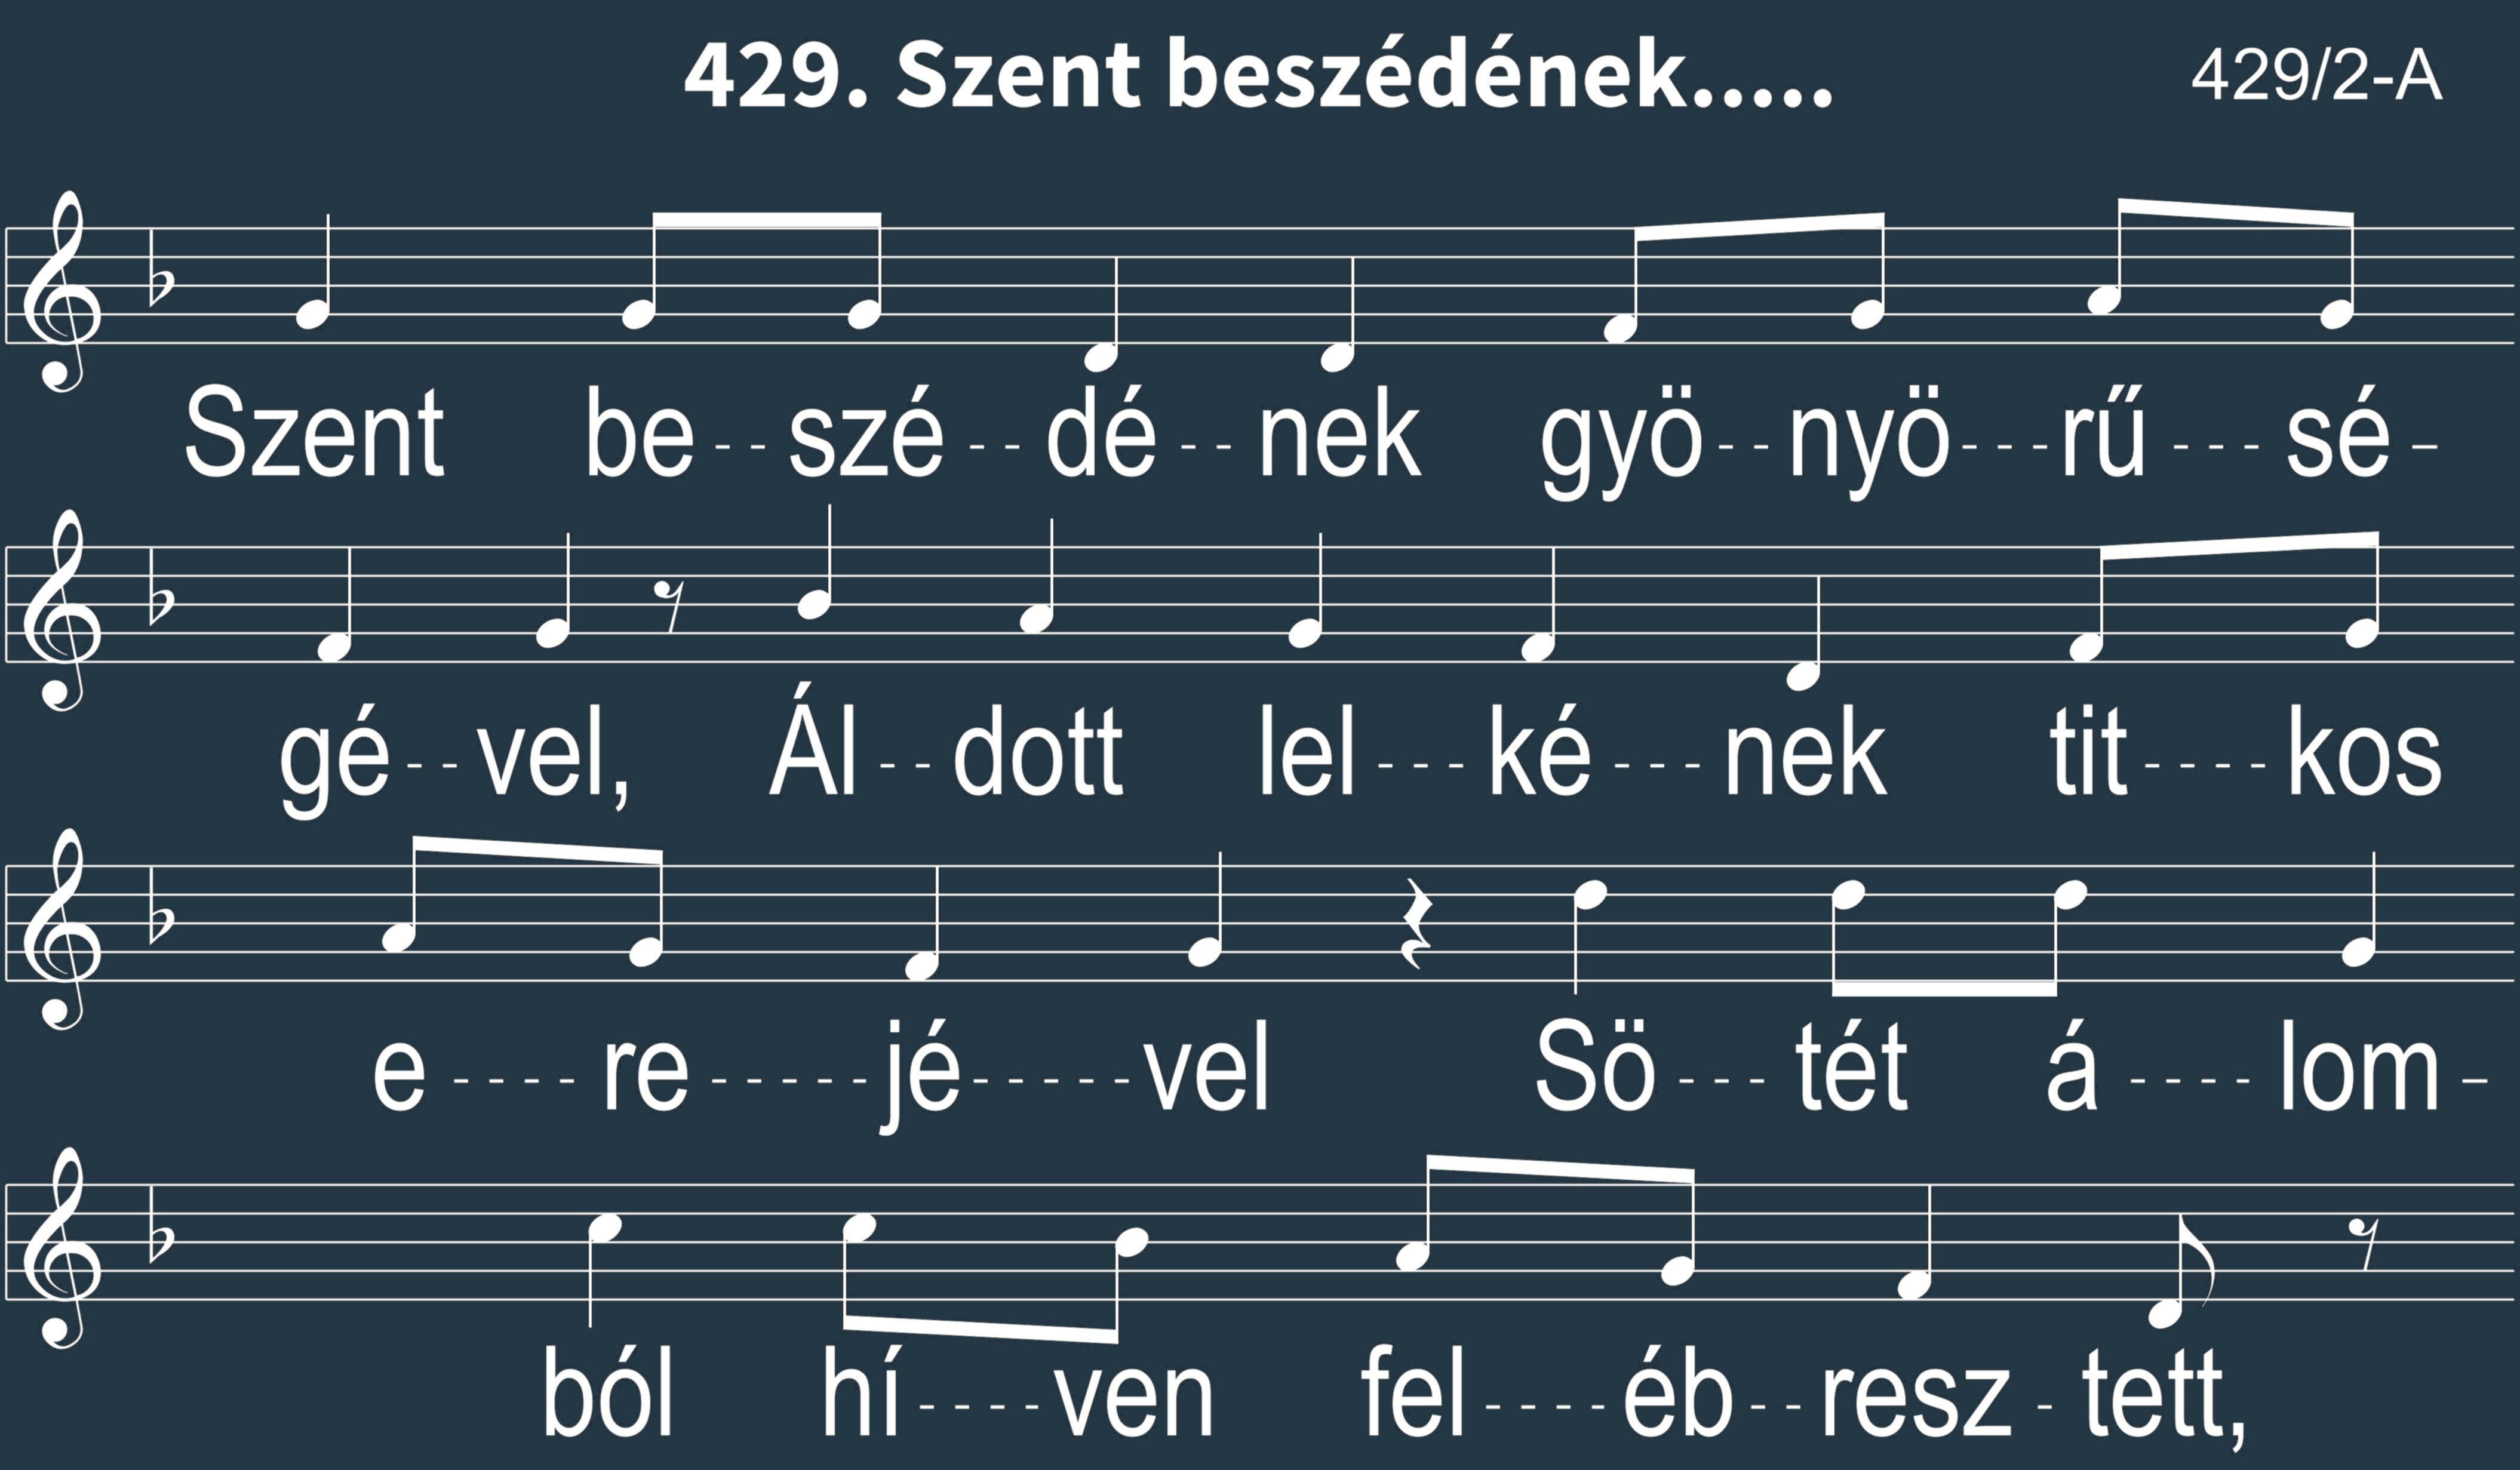 429. Szent beszédének.....
429/2-A
Szent be--szé--dé--nek gyö--nyö---rű---sé-
gé--vel, Ál--dott lel---ké---nek tit----kos
e----re-----jé-----vel Sö---tét á----lom-
ból hí----ven fel----éb--resz-tett,